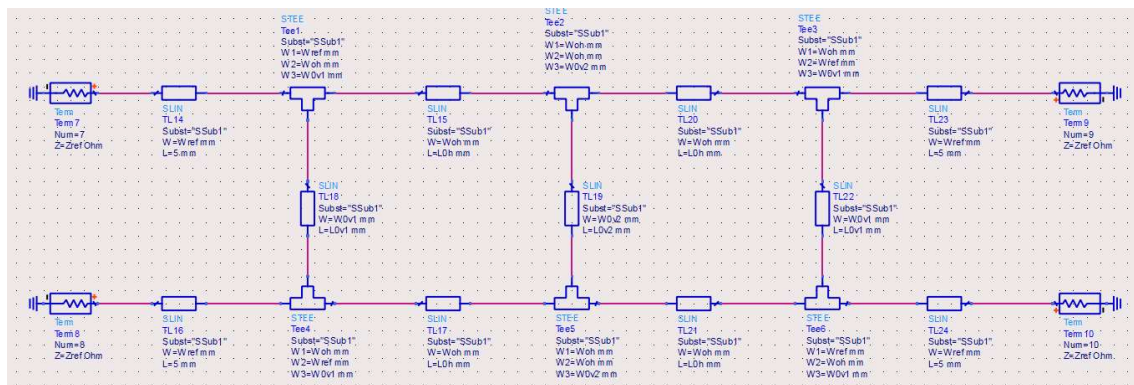 STEE
Tee1
Subst="SSub1"
W1=Wref mm
W2=Woh mm
W3=W0v1 mm
STEE
Tee2
Subst="SSub1"
W1=Woh mm
W2=Woh mm
W3=W0v2 mm
STEE
Tee3
Subst="SSub1"
W1=Woh mm
W2=Wref mm
W3=W0v1 mm
Term
Term7
Num=7
Z=Zref Ohm
SLIN
TL14
Subst="SSub1"
W=Wref mm
L=5 mm
SLIN
TL15
Subst="SSub1"
W=Woh mm
L=L0h mm
SLIN
TL20
Subst="SSub1"
W=Woh mm
L=L0h mm
SLIN
TL23
Subst="SSub1"
W=Wref mm
L=5 mm
Term
Term9
Num=9
Z=Zref Ohm
SLIN
TL18
Subst="SSub1"
W=W0v1 mm
L=L0v1 mm
SLIN
TL19
Subst="SSub1"
W=W0v2 mm
L=L0v2 mm
SLIN
TL22
Subst="SSub1"
W=W0v1 mm
L=L0v1 mm
Term
Term8
Num=8
Z=Zref Ohm
SLIN
TL16
Subst="SSub1"
W=Wref mm
L=5 mm
STEE
Tee4
Subst="SSub1"
W1=Woh mm
W2=Wref mm
W3=W0v1 mm
SLIN
TL17
Subst="SSub1"
W=Woh mm
L=L0h mm
STEE
Tee5
Subst="SSub1"
W1=Woh mm
W2=Woh mm
W3=W0v2 mm
SLIN
TL21
Subst="SSub1"
W=Woh mm
L=L0h mm
STEE
Tee6
Subst="SSub1"
W1=Wref mm
W2=Woh mm
W3=W0v1 mm
SLIN
TL24
Subst="SSub1"
W=Wref mm
L=5 mm
Term
Term10
Num=10
Z=Zref Ohm